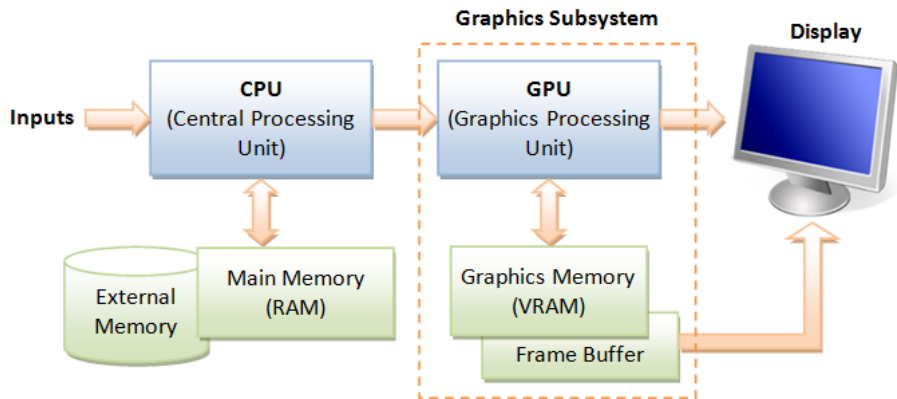 Graphics Subsystem
Display
Inputs
CPU
(Central Processing
Unit)
GPU
(Graphics Processing
Unit)
External
Memory
Main Memory
(RAM)
Graphics Memory
(VRAM)
Frame Buffer